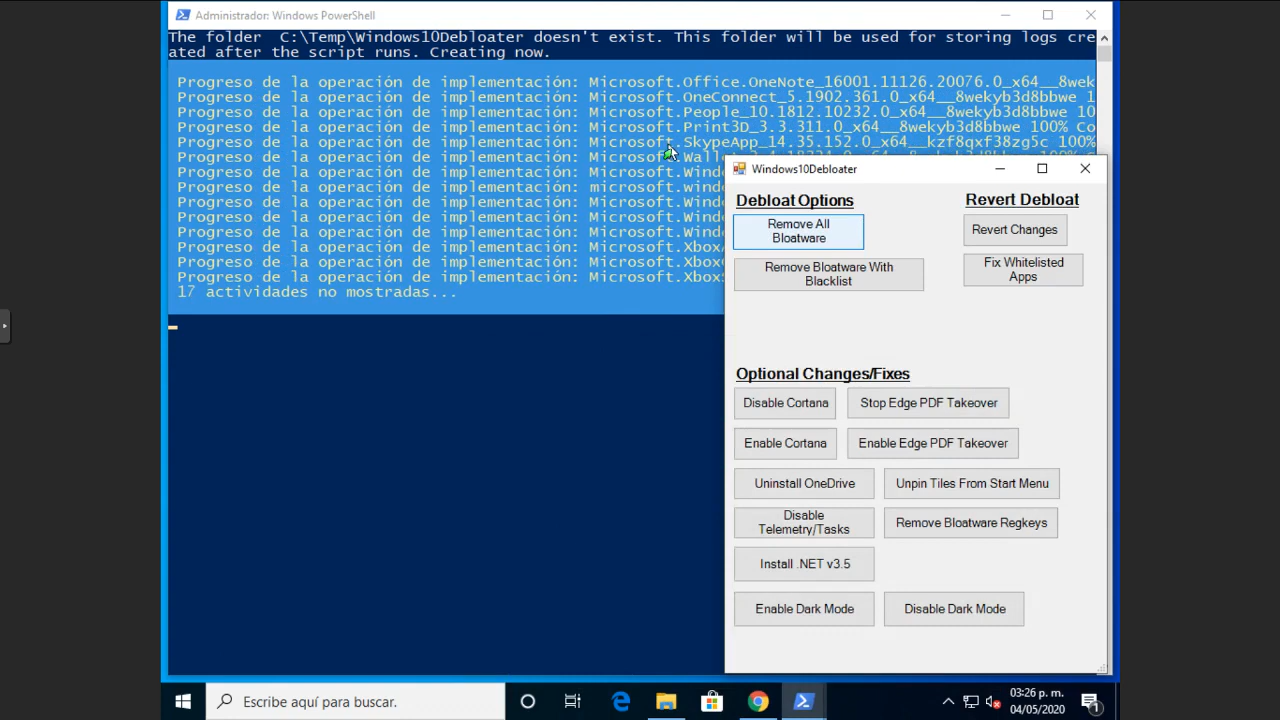 Administrador: Windows PowerShell
The folder  C:\Temp\Windows10Debloater doesn't exist. This folder will be used for storing logs cre
ated after the script runs. Creating now.
Progreso de la operación de implementación: Microsoft.Office.OneNote_16001.11126.20076.0_x64__8wek
Progreso de la operación de implementación: Microsoft.OneConnect_5.1902.361.0_x64__8wekyb3d8bbwe 1
Progreso de la operación de implementación: Microsoft.People_10.1812.10232.0_x64__8wekyb3d8bbwe 10
Progreso de la operación de implementación: Microsoft.Print3D_3.3.311.0_x64__8wekyb3d8bbwe 100% Co
Progreso de la operación de implementación: Microsoft.SkypeApp_14.35.152.0_x64__kzf8qxf38zg5c 100%
Progreso de la operación de implementación: Microsoft.Wall
Progreso de la operación de implementación: Microsoft.Wind
Progreso de la operación de implementación: microsoft.wind
Progreso de la operación de implementación: Microsoft.Wind
Progreso de la operación de implementación: Microsoft.Wind
Progreso de la operación de implementación: Microsoft.Wind
Progreso de la operación de implementación: Microsoft.Xbox
Progreso de la operación de implementación: Microsoft.Xbox
Progreso de la operación de implementación: Microsoft.Xbox
17 actividades no mostradas...
Windows10Debloater
Debloat Options
Revert Debloat
Remove All
Bloatware
Revert Changes
Remove Bloatware With
Blacklist
Fix Whitelisted
Apps
Optional Changes/Fixes
Disable Cortana
Stop Edge PDF Takeover
Enable Cortana
Enable Edge PDF Takeover
Uninstall OneDrive
Unpin Tiles From Start Menu
Disable
Telemetry/Tasks
Remove Bloatware Regkeys
Install .NET v3.5
Enable Dark Mode
Disable Dark Mode
Escribe aquí para buscar.
03:26 p. m.
04/05/2020
1